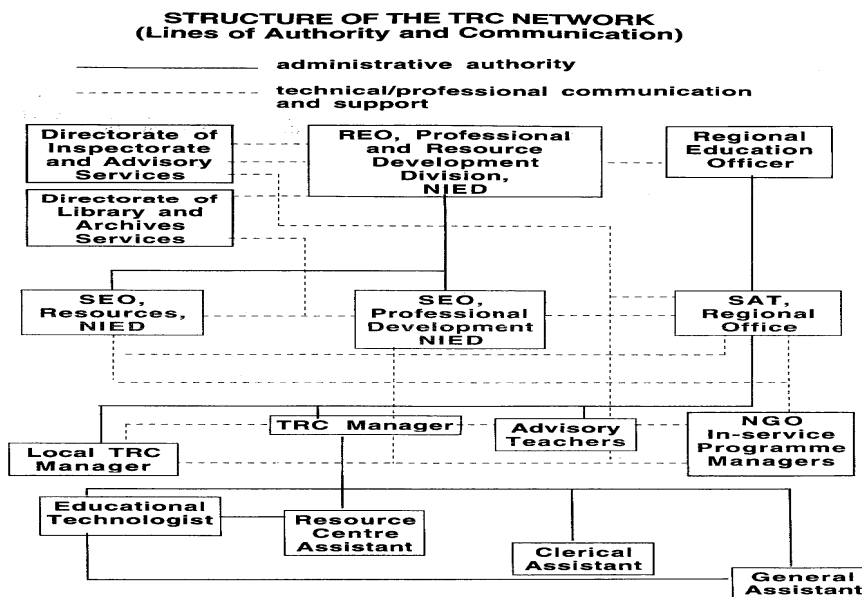 STRUCTURE OF THE TRC NETWORK
(Lines of Authority and Communication)
administrative authority
technical/professional communication
and support
Directorate of
Inspectorate
and Advisory
Services
REO, Professional
and Resource
Development
Division,
NIED
Regional
Education
Officer
Directorate of
Library and
Archives
Services
SEO,
Resources,
NIED
SEO,
Professional
Development
NIED
SAT,
Regional
Office
TRC Manager
Advisory
Teachers
NGO
In-service
Programme
Managers
Local TRC
Manager
Educational
Technologist
Resource
Centre
Assistant
Clerical
Assistant
General
Assistant